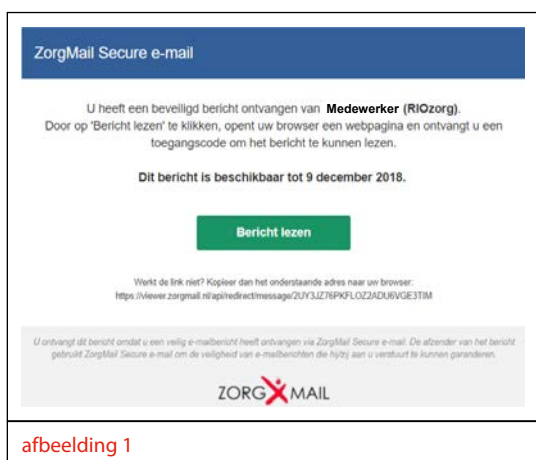 ZorgMail Secure e-mail
U heeft een beveiligd bericht ontvangen van Medewerker (RIOzorg).
Door op 'Bericht lezen' te klikken, opent uw browser een webpagina en ontvangt u een
toegangscode om het bericht te kunnen lezen.
Dit bericht is beschikbaar tot 9 december 2018.
Bericht lezen
Werkt de link niet? Kopieer dan het onderstaande adres naar uw browser:
https://viewer.zorgmail.nl/api/redirect/message/2UY3JZ76PKFLOZ2ADU6VGE3TIM
U ontvangt dit bericht omdat u een veilig e-mailbericht heeft ontvangen via ZorgMail Secure e-mail. De afzender van het bericht
gebruikt ZorgMail Secure e-mail om de veiligheid van e-mailberichten die hij/zij aan u verstuurt te kunnen garanderen.
ZORG MAIL
afbeelding 1